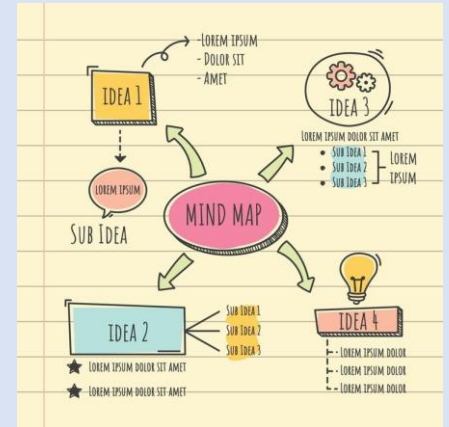 IDEA 1
-LOREM IPSUM
- DOLOR SIT
- AMET
LOREM IPSUM
SUB IDEA
IDEA 3
LOREM IPSUM DOLOR SIT AMET
• SUB IDEA 1
• SUB IDEA 2
• SUB IDEA 3
LOREM
IPSUM
MIND MAP
IDEA 2
SUB IDEA 1
SUB IDEA 2
SUB IDEA 3
★ LOREM IPSUM DOLOR SIT AMET
★ LOREM IPSUM DOLOR SIT AMET
IDEA 4
- LOREM IPSUM DOLOR
- LOREM IPSUM DOLOR
- LOREM IPSUM DOLOR